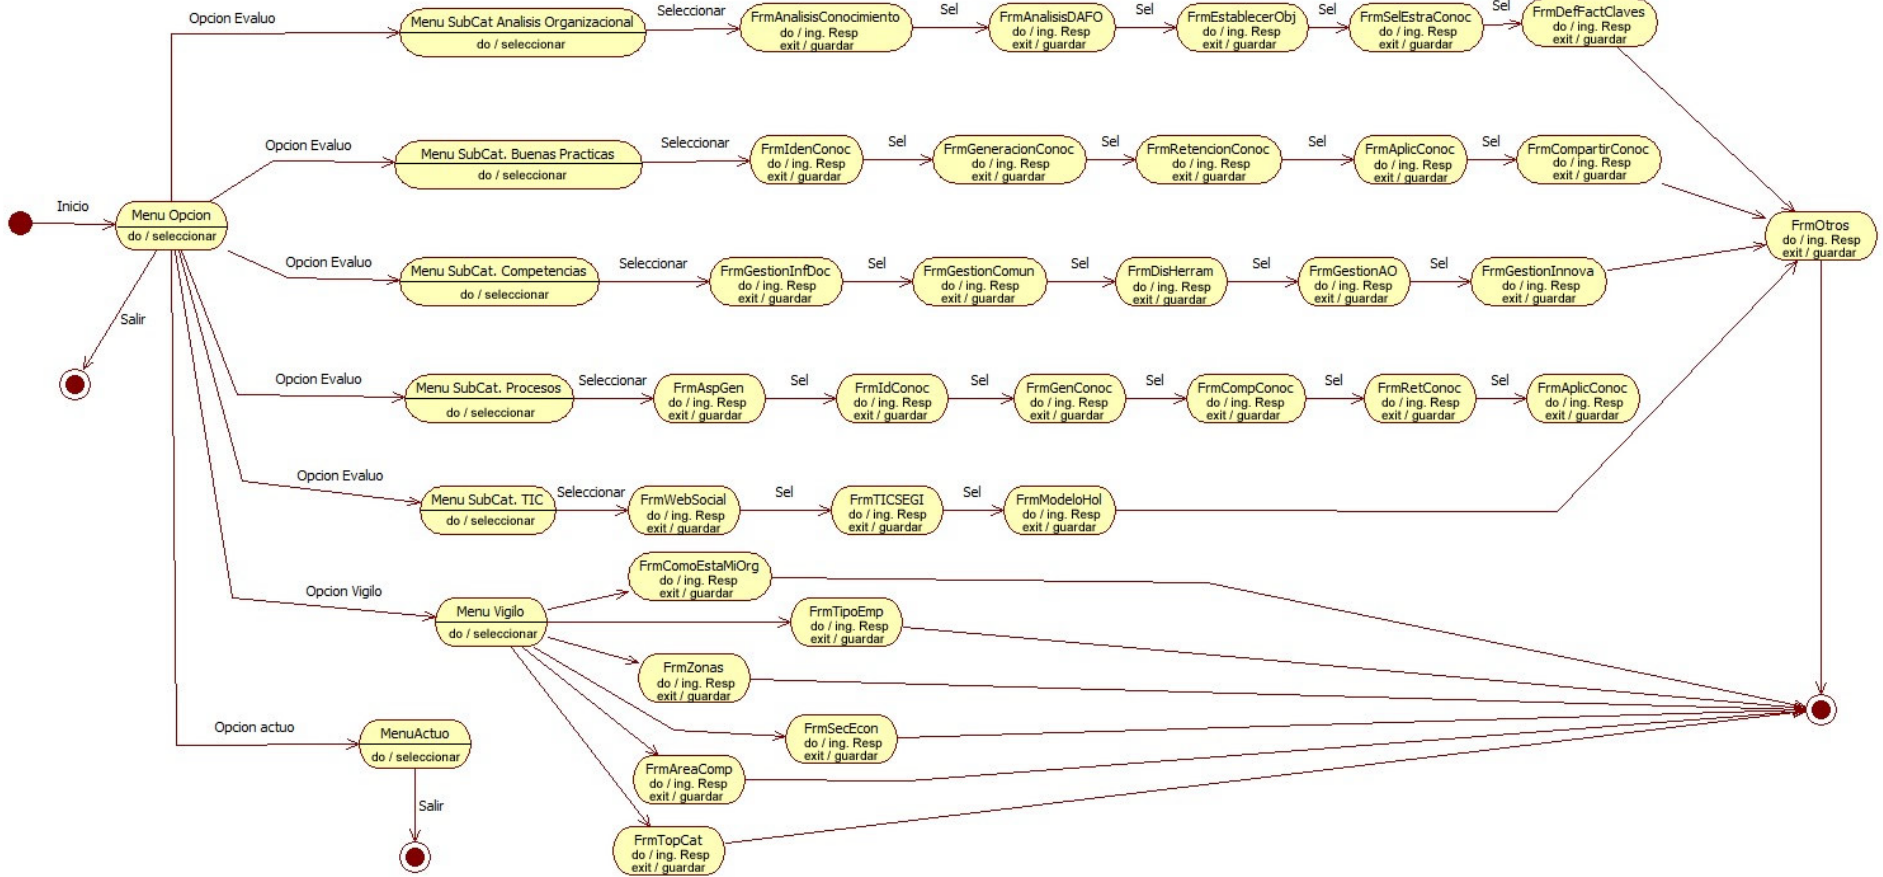 Opcion Evaluo
Menu SubCat Analisis Organizacional
do / seleccionar
Seleccionar
FrmAnalisisConocimiento
do / ing. Resp
exit / guardar
Sel
FrmAnalisisDAFO
do / ing. Resp
exit / guardar
Sel
FrmEstablecerObj
do / ing. Resp
exit / guardar
Sel
FrmSelEstraConoc
do / ing. Resp
exit / guardar
Sel
FrmDefFactClaves
do / ing. Resp
exit / guardar
Opcion Evaluo
Menu SubCat. Buenas Practicas
do / seleccionar
Seleccionar
FrmIdenConoc
do / ing. Resp
exit / guardar
Sel
FrmGeneracionConoc
do / ing. Resp
exit / guardar
Sel
FrmRetencionConoc
do / ing. Resp
exit / guardar
Sel
FrmAplicConoc
do / ing. Resp
exit / guardar
Sel
FrmCompartirConoc
do / ing. Resp
exit / guardar
Inicio
Menu Opcion
do / seleccionar
FrmOtros
do / ing. Resp
exit / guardar
Opcion Evaluo
Menu SubCat. Competencias
do / seleccionar
Seleccionar
FrmGestionInfDoc
do / ing. Resp
exit / guardar
Sel
FrmGestionComun
do / ing. Resp
exit / guardar
Sel
FrmDisHerram
do / ing. Resp
exit / guardar
Sel
FrmGestionAO
do / ing. Resp
exit / guardar
Sel
FrmGestionInnova
do / ing. Resp
exit / guardar
Salir
Opcion Evaluo
Menu SubCat. Procesos
do / seleccionar
Seleccionar
FrmAspGen
do / ing. Resp
exit / guardar
Sel
FrmIdConoc
do / ing. Resp
exit / guardar
Sel
FrmGenConoc
do / ing. Resp
exit / guardar
Sel
FrmCompConoc
do / ing. Resp
exit / guardar
Sel
FrmRetConoc
do / ing. Resp
exit / guardar
Sel
FrmAplicConoc
do / ing. Resp
exit / guardar
Opcion Evaluo
Menu SubCat. TIC
do / seleccionar
Seleccionar
FrmWebSocial
do / ing. Resp
exit / guardar
Sel
FrmTICSEGI
do / ing. Resp
exit / guardar
Sel
FrmModeloHol
do / ing. Resp
exit / guardar
Opcion Vigilo
Menu Vigilo
do / seleccionar
FrmComoEstaMiOrg
do / ing. Resp
exit / guardar
FrmTipoEmp
do / ing. Resp
exit / guardar
FrmZonas
do / ing. Resp
exit / guardar
FrmSecEcon
do / ing. Resp
exit / guardar
FrmAreaComp
do / ing. Resp
exit / guardar
FrmTopCat
do / ing. Resp
exit / guardar
Opcion actuo
MenuActuo
do / seleccionar
Salir